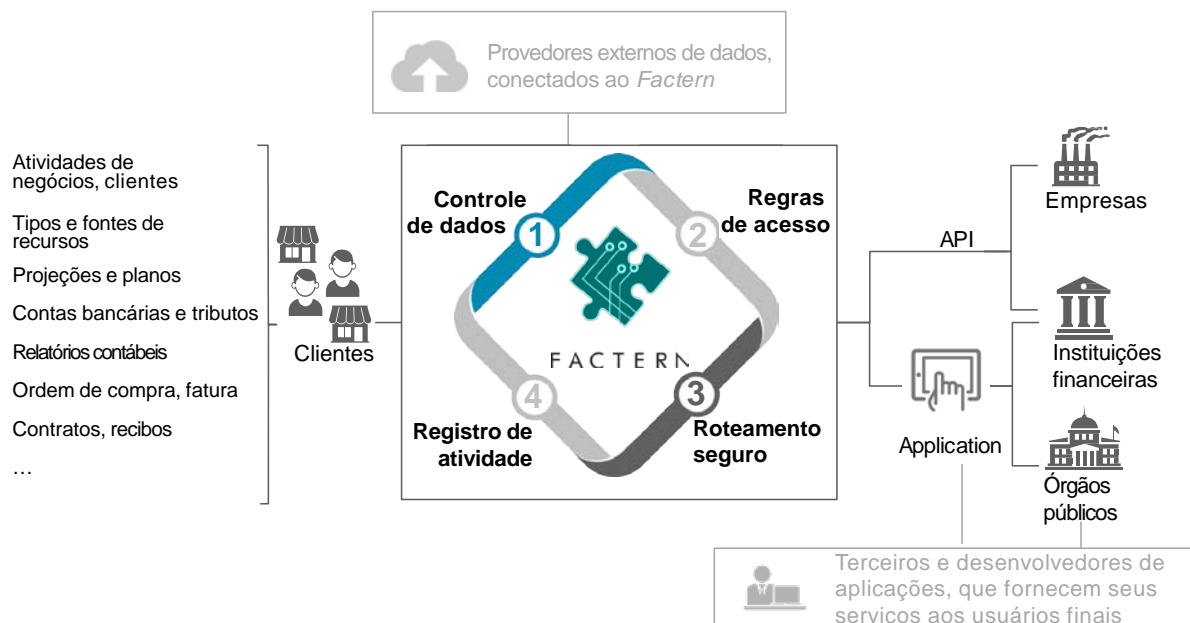 Provedores externos de dados,
conectados ao Factern
Atividades de
negócios, clientes
Tipos e fontes de
recursos
Projeções e planos
Contas bancárias e tributos
Relatórios contábeis
Ordem de compra, fatura
Contratos, recibos
…
Clientes
Controle
de dados
1
Regras
de acesso
2
FACTERN
4
Registro de
atividade
3
Roteamento
seguro
API
Application
Empresas
Instituições
financeiras
Órgãos
públicos
Terceiros e desenvolvedores de
aplicações, que fornecem seus
serviços aos usuários finais